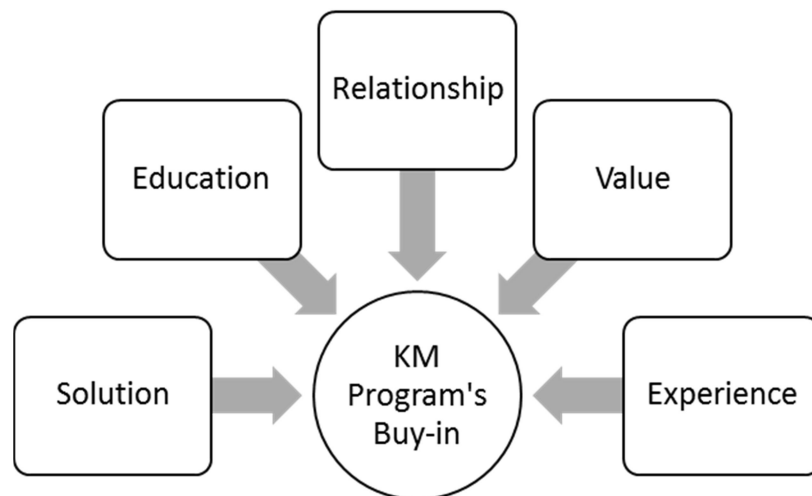 Relationship
Education
Value
Solution
KM
Program's
Buy-in
Experience